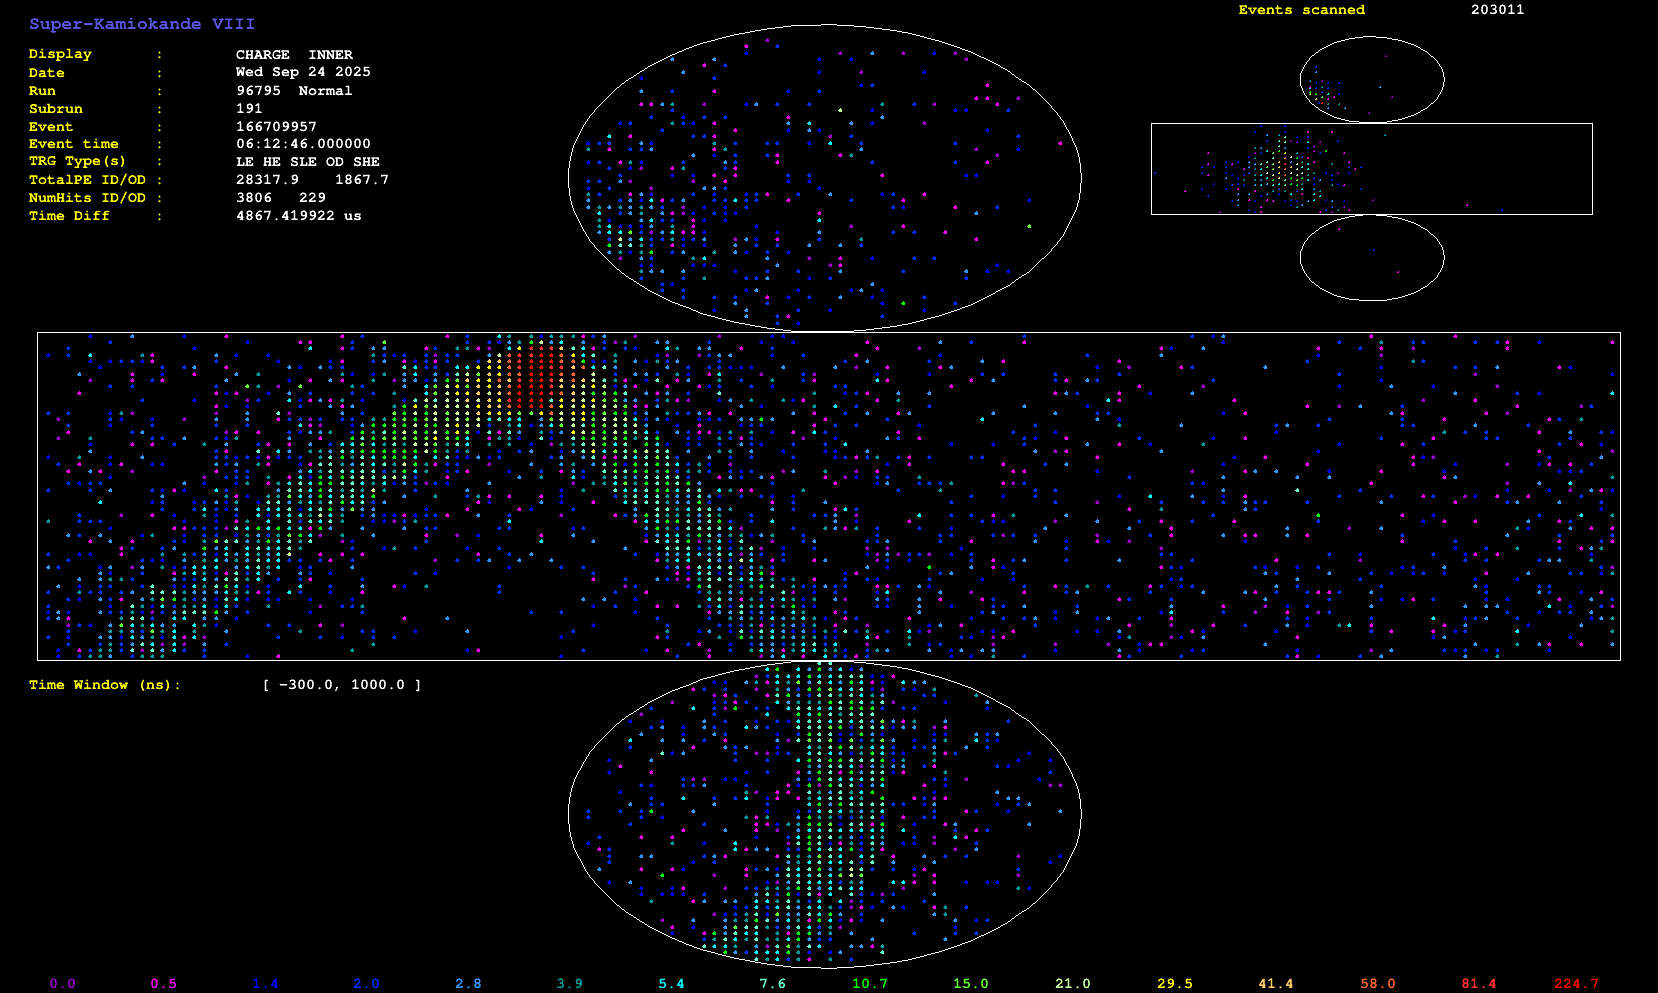 Super-Kamiokande VIII
Events scanned 203011
Display : CHARGE INNER
Date : Wed Sep 24 2025
Run : 96795 Normal
Subrun : 191
Event : 166709957
Event time : 06:12:46.000000
TRG Type(s) : LE HE SLE OD SHE
TotalPE ID/OD : 28317.9 1867.7
NumHits ID/OD : 3806 229
Time Diff : 4867.419922 us
Time Window (ns): [ -300.0, 1000.0 ]
0.0 0.5 1.4 2.0 2.8 3.9 5.4 7.6 10.7 15.0 21.0 29.5 41.4 58.0 81.4 224.7